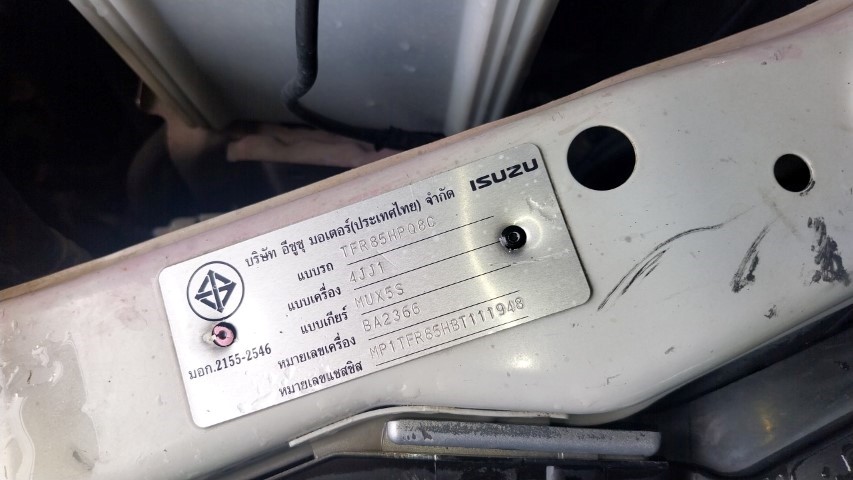 ISUZU
บริษัท อีซูซุ มอเตอร์(ประเทศไทย) จำกัด
แบบรถ TFR85HPQ8C
แบบเครื่อง 4JJ1
แบบเกียร์ MUX5S
หมายเลขเครื่อง BA2366
หมายเลขแชสซิส MP1TFR85HBT111948
มอก.2155-2546